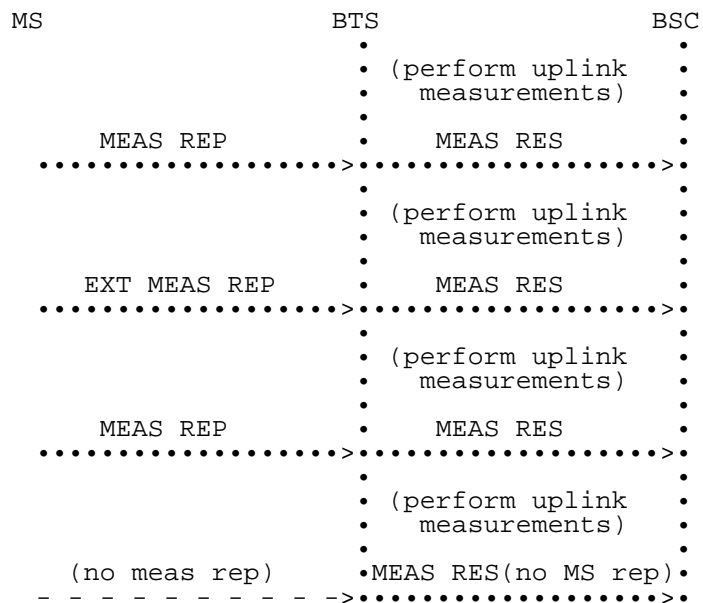 MS BTS BSC
(perform uplink
measurements)
MEAS REP MEAS RES
(perform uplink
measurements)
EXT MEAS REP MEAS RES
(perform uplink
measurements)
MEAS REP MEAS RES
(perform uplink
measurements)
(no meas rep) MEAS RES(no MS rep)